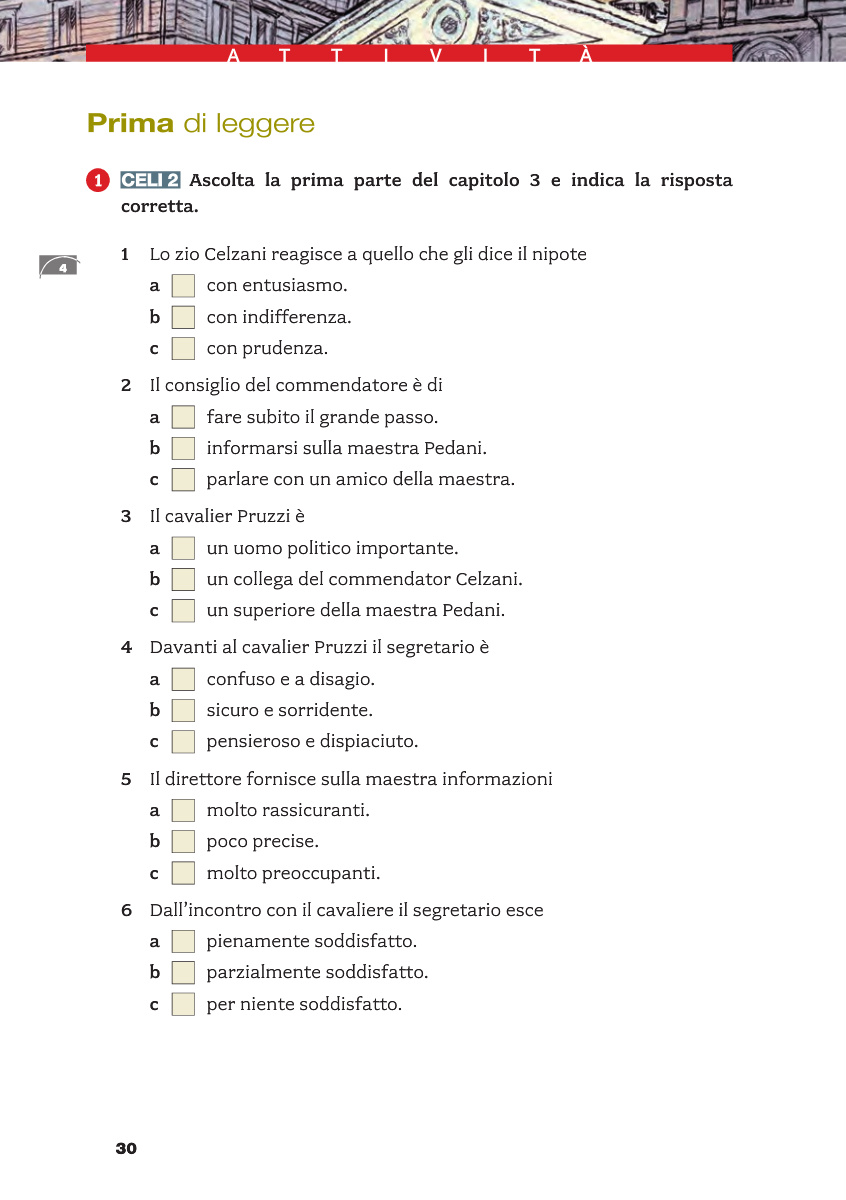 ATTIVITÀ
Prima di leggere
1 CELI 2 Ascolta la prima parte del capitolo 3 e indica la risposta
corretta.
4
1 Lo zio Celzani reagisce a quello che gli dice il nipote
a con entusiasmo.
b con indifferenza.
c con prudenza.
2 Il consiglio del commendatore è di
a fare subito il grande passo.
b informarsi sulla maestra Pedani.
c parlare con un amico della maestra.
3 Il cavalier Pruzzi è
a un uomo politico importante.
b un collega del commendator Celzani.
c un superiore della maestra Pedani.
4 Davanti al cavalier Pruzzi il segretario è
a confuso e a disagio.
b sicuro e sorridente.
c pensieroso e dispiaciuto.
5 Il direttore fornisce sulla maestra informazioni
a molto rassicuranti.
b poco precise.
c molto preoccupanti.
6 Dall'incontro con il cavaliere il segretario esce
a pienamente soddisfatto.
b parzialmente soddisfatto.
c per niente soddisfatto.
30